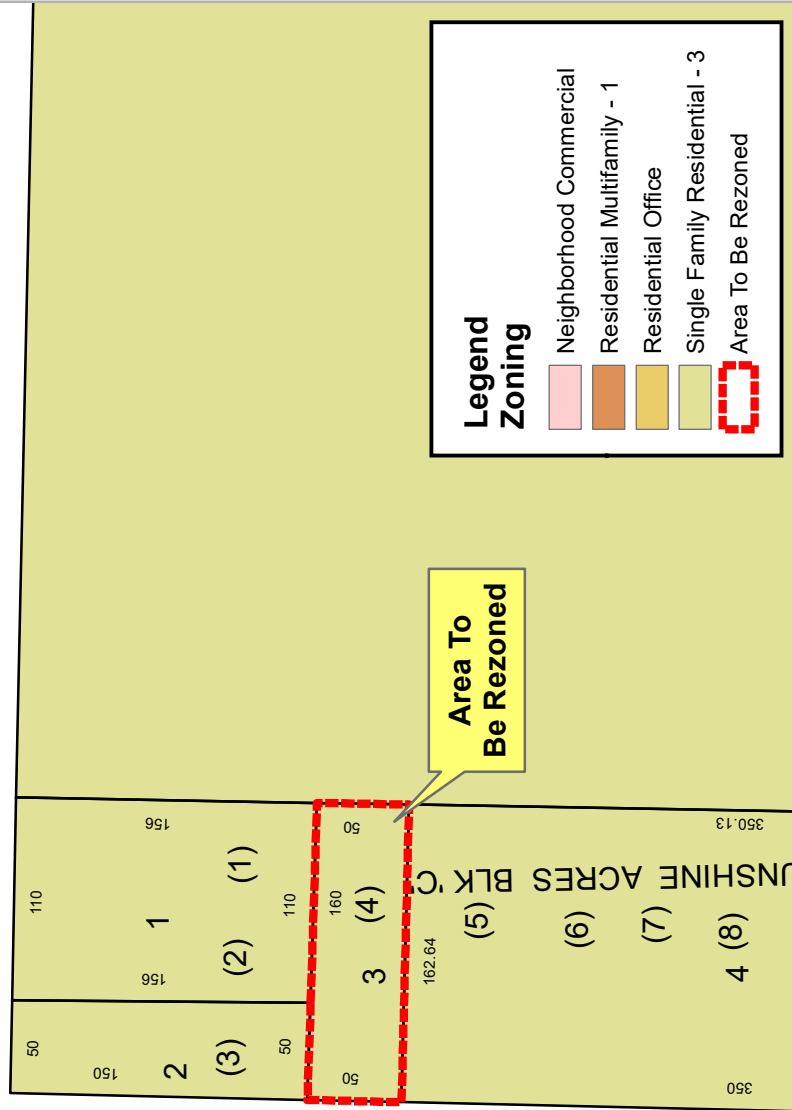 110
156
(1)
1
156
(2)
110
50
150
2
(3)
50
160
50
(4)
3
50
162.64
Area To
Be Rezoned
UNSHINE ACRES BLK 'C'
350.13
(5)
(6)
(7)
(8)
4
350
Legend
Zoning
Neighborhood Commercial
Residential Multifamily - 1
Residential Office
Single Family Residential - 3
Area To Be Rezoned